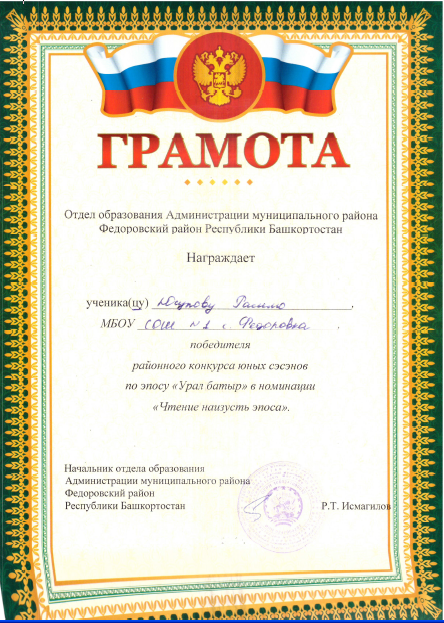 ГРАМОТА
Отдел образования Администрации муниципального района
Федоровский район Республики Башкортостан
Награждает
ученика(цу) Юсупову
МБОУ СОШ №2 с. Федоровка,
победителя
районного конкурса юных сэсэнов
по эпосу «Урал батыр» в номинации
«Чтение наизусть эпоса».
Начальник отдела образования
Администрации муниципального района
Федоровский район
Республики Башкортостан
Р.Т. Исмагилов